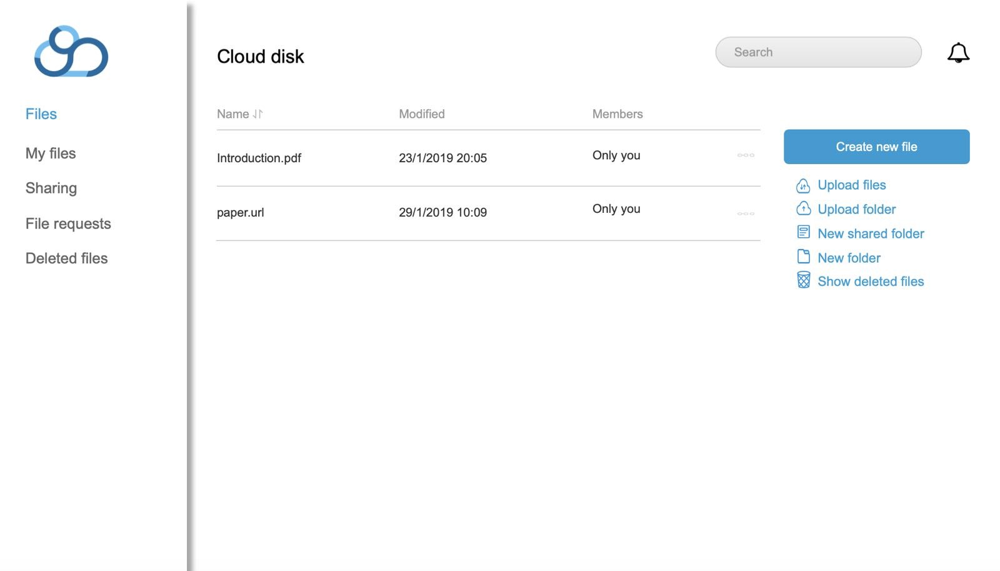 Cloud disk
Search
Files
My files
Sharing
File requests
Deleted files
Name Modified Members
Introduction.pdf 23/1/2019 20:05 Only you
paper.url 29/1/2019 10:09 Only you
Create new file
Upload files
Upload folder
New shared folder
New folder
Show deleted files